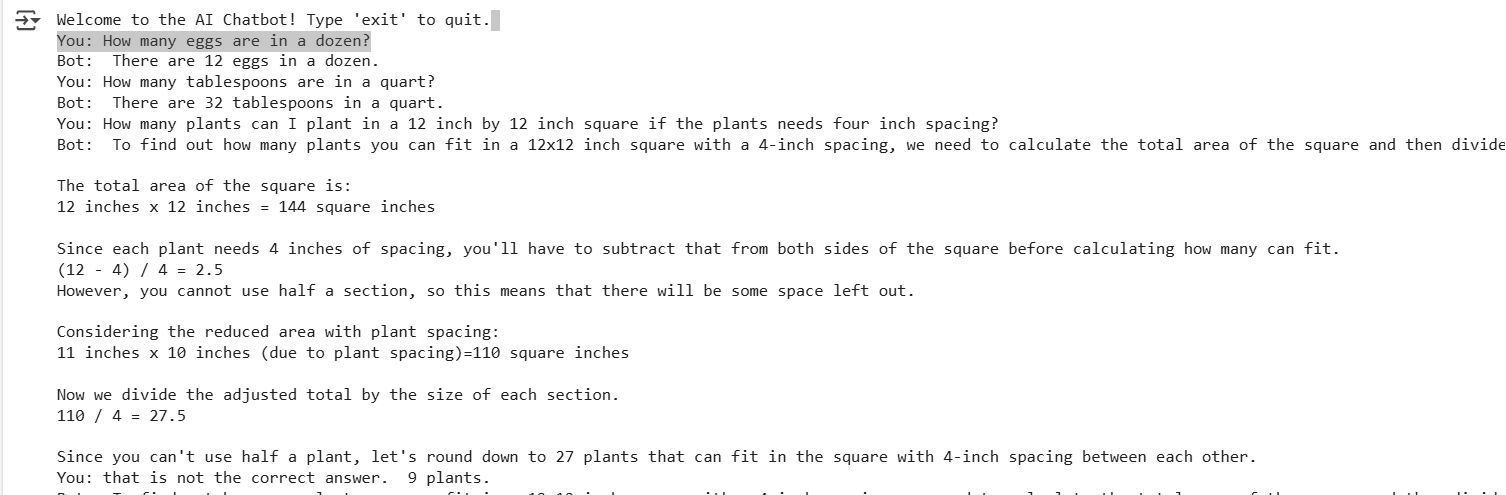 Welcome to the AI Chatbot! Type 'exit' to quit.
You: How many eggs are in a dozen?
Bot:  There are 12 eggs in a dozen.
You: How many tablespoons are in a quart?
Bot:  There are 32 tablespoons in a quart.
You: How many plants can I plant in a 12 inch by 12 inch square if the plants needs four inch spacing?
Bot:  To find out how many plants you can fit in a 12x12 inch square with a 4-inch spacing, we need to calculate the total area of the square and then divide
The total area of the square is:
12 inches x 12 inches = 144 square inches
Since each plant needs 4 inches of spacing, you'll have to subtract that from both sides of the square before calculating how many can fit.
(12 - 4) / 4 = 2.5
However, you cannot use half a section, so this means that there will be some space left out.
Considering the reduced area with plant spacing:
11 inches x 10 inches (due to plant spacing)=110 square inches
Now we divide the adjusted total by the size of each section.
110 / 4 = 27.5
Since you can't use half a plant, let's round down to 27 plants that can fit in the square with 4-inch spacing between each other.
You: that is not the correct answer.  9 plants.